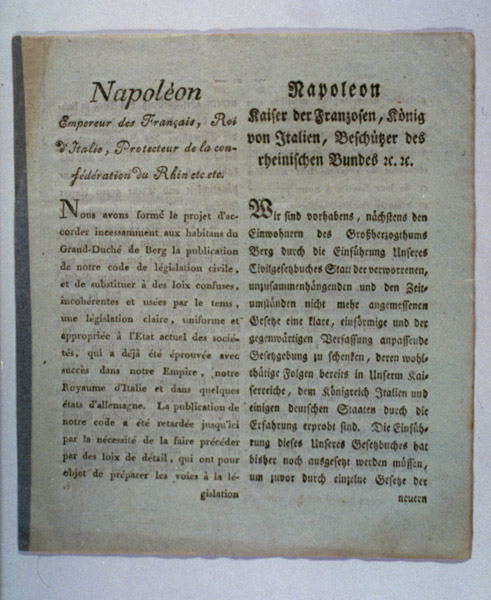 Napolèon
Empereur des Français, Roi
d'Italie, Protecteur de la con-
fédération du Rhin etc. etc.
Nous avons formé le projet d'ac-
corder incessamment aux habitans du
Grand-Duché de Berg la publication
de notre code de législation civile,
et de substituer à des loix confuses,
incohérentes et usées par le tems,
une législation claire, uniforme et
appropriée à l'Etat actuel des socié-
tés, qui a déjà été éprouvée avec
succès dans notre Empire, notre
Royaume d'Italie et dans quelques
états d'allemagne. La publication de
notre code a été retardée jusqu'ici
par la nécessité de la faire précéder
par des loix de détail, qui ont pour
objet de préparer les voies à la lé-
gislation
Napoleon
Kaiser der Franzosen, König
von Italien, Beschützer des
rheinischen Bundes ꝛc. ꝛc.
Wir sind vorhabens, nächstens den
Einwohnern des Großherzogthums
Berg durch die Einführung Unseres
Civilgesetzbuches Statt der verworrenen,
unzusammenhängenden und den Zeit-
umständen nicht mehr angemessenen
Gesetze eine klare, einförmige und der
gegenwärtigen Verfassung anpassende
Gesetzgebung zu schenken, deren wohl-
thätige Folgen bereits in Unserm Kai-
serreiche, dem Königreich Italien und
einigen deutschen Staaten durch die
Erfahrung erprobt sind. Die Einfüh-
rung dieses Unseres Gesetzbuches hat
bisher noch ausgesetzt werden müssen,
um zuvor durch einzelne Gesetze der
neuern